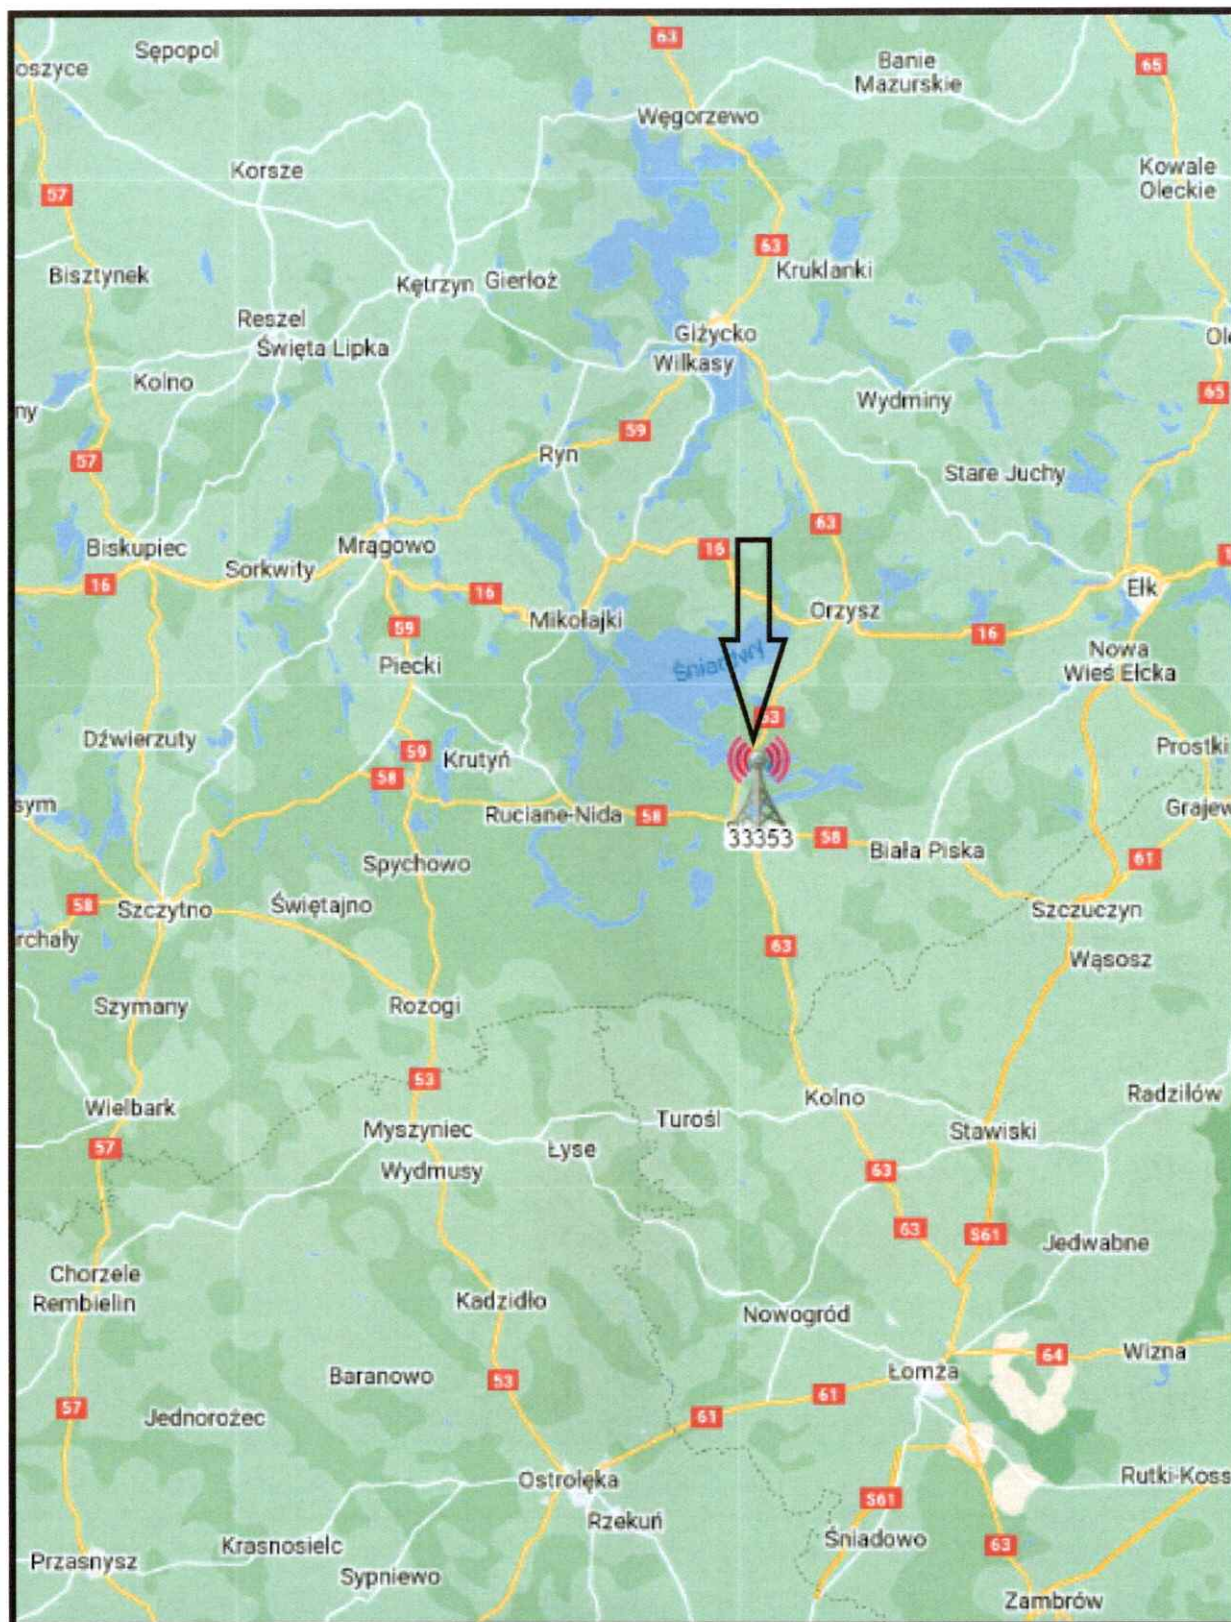 63
Sępopol
Banie
Mazurskie
65
oszyce
Węgorzewo
Korsze
Kowale
Oleckie
57
63
Kruklanki
Bisztynek
Kętrzyn
Gierłoż
Reszel
Święta Lipka
Giżycko
Wilkasy
Ole
Kolno
65
Wydminy
ny
59
57
Ryn
Stare Juchy
63
Biskupiec
Mrągowo
16
Sorkwity
16
16
Ełk
Mikołajki
Orzysz
59
16
Piecki
Śniardwy
Nowa
Wieś Ełcka
63
Dźwierzuty
59
Krutyń
Prostki
58
sym
Ruciane-Nida
58
33353
58
Grajew
Biała Piska
61
Spychowo
58
Szczytno
Świętajno
Szczuczyn
rchały
63
Wąsosz
Szymany
Rozogi
53
Kolno
Radziłów
Wielbark
Turośl
Myszyniec
Stawiski
57
Łyse
Wydmusy
63
63
S61
Jedwabne
Chorzele
Rembielin
Kadzidło
Nowogród
64
Wizna
Baranowo
53
Łomża
57
61
61
Jednorożec
Ostrołęka
Rutki-Koss
S61
Rzekuń
Śniadowo
63
Krasnosielc
Przasnysz
Sypniewo
Zambrów